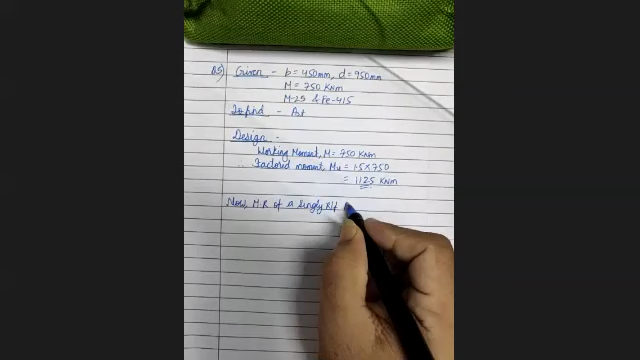 Q5) Given - b = 450mm, d = 950mm
M = 750 KNm
M-25 & Fe-415
To find - Ast
Design -
Working Moment, M = 750 KNm
∴ Factored moment Mu = 1.5 x 750
= 1125 KNm
Now, M.R of a Singly R/f